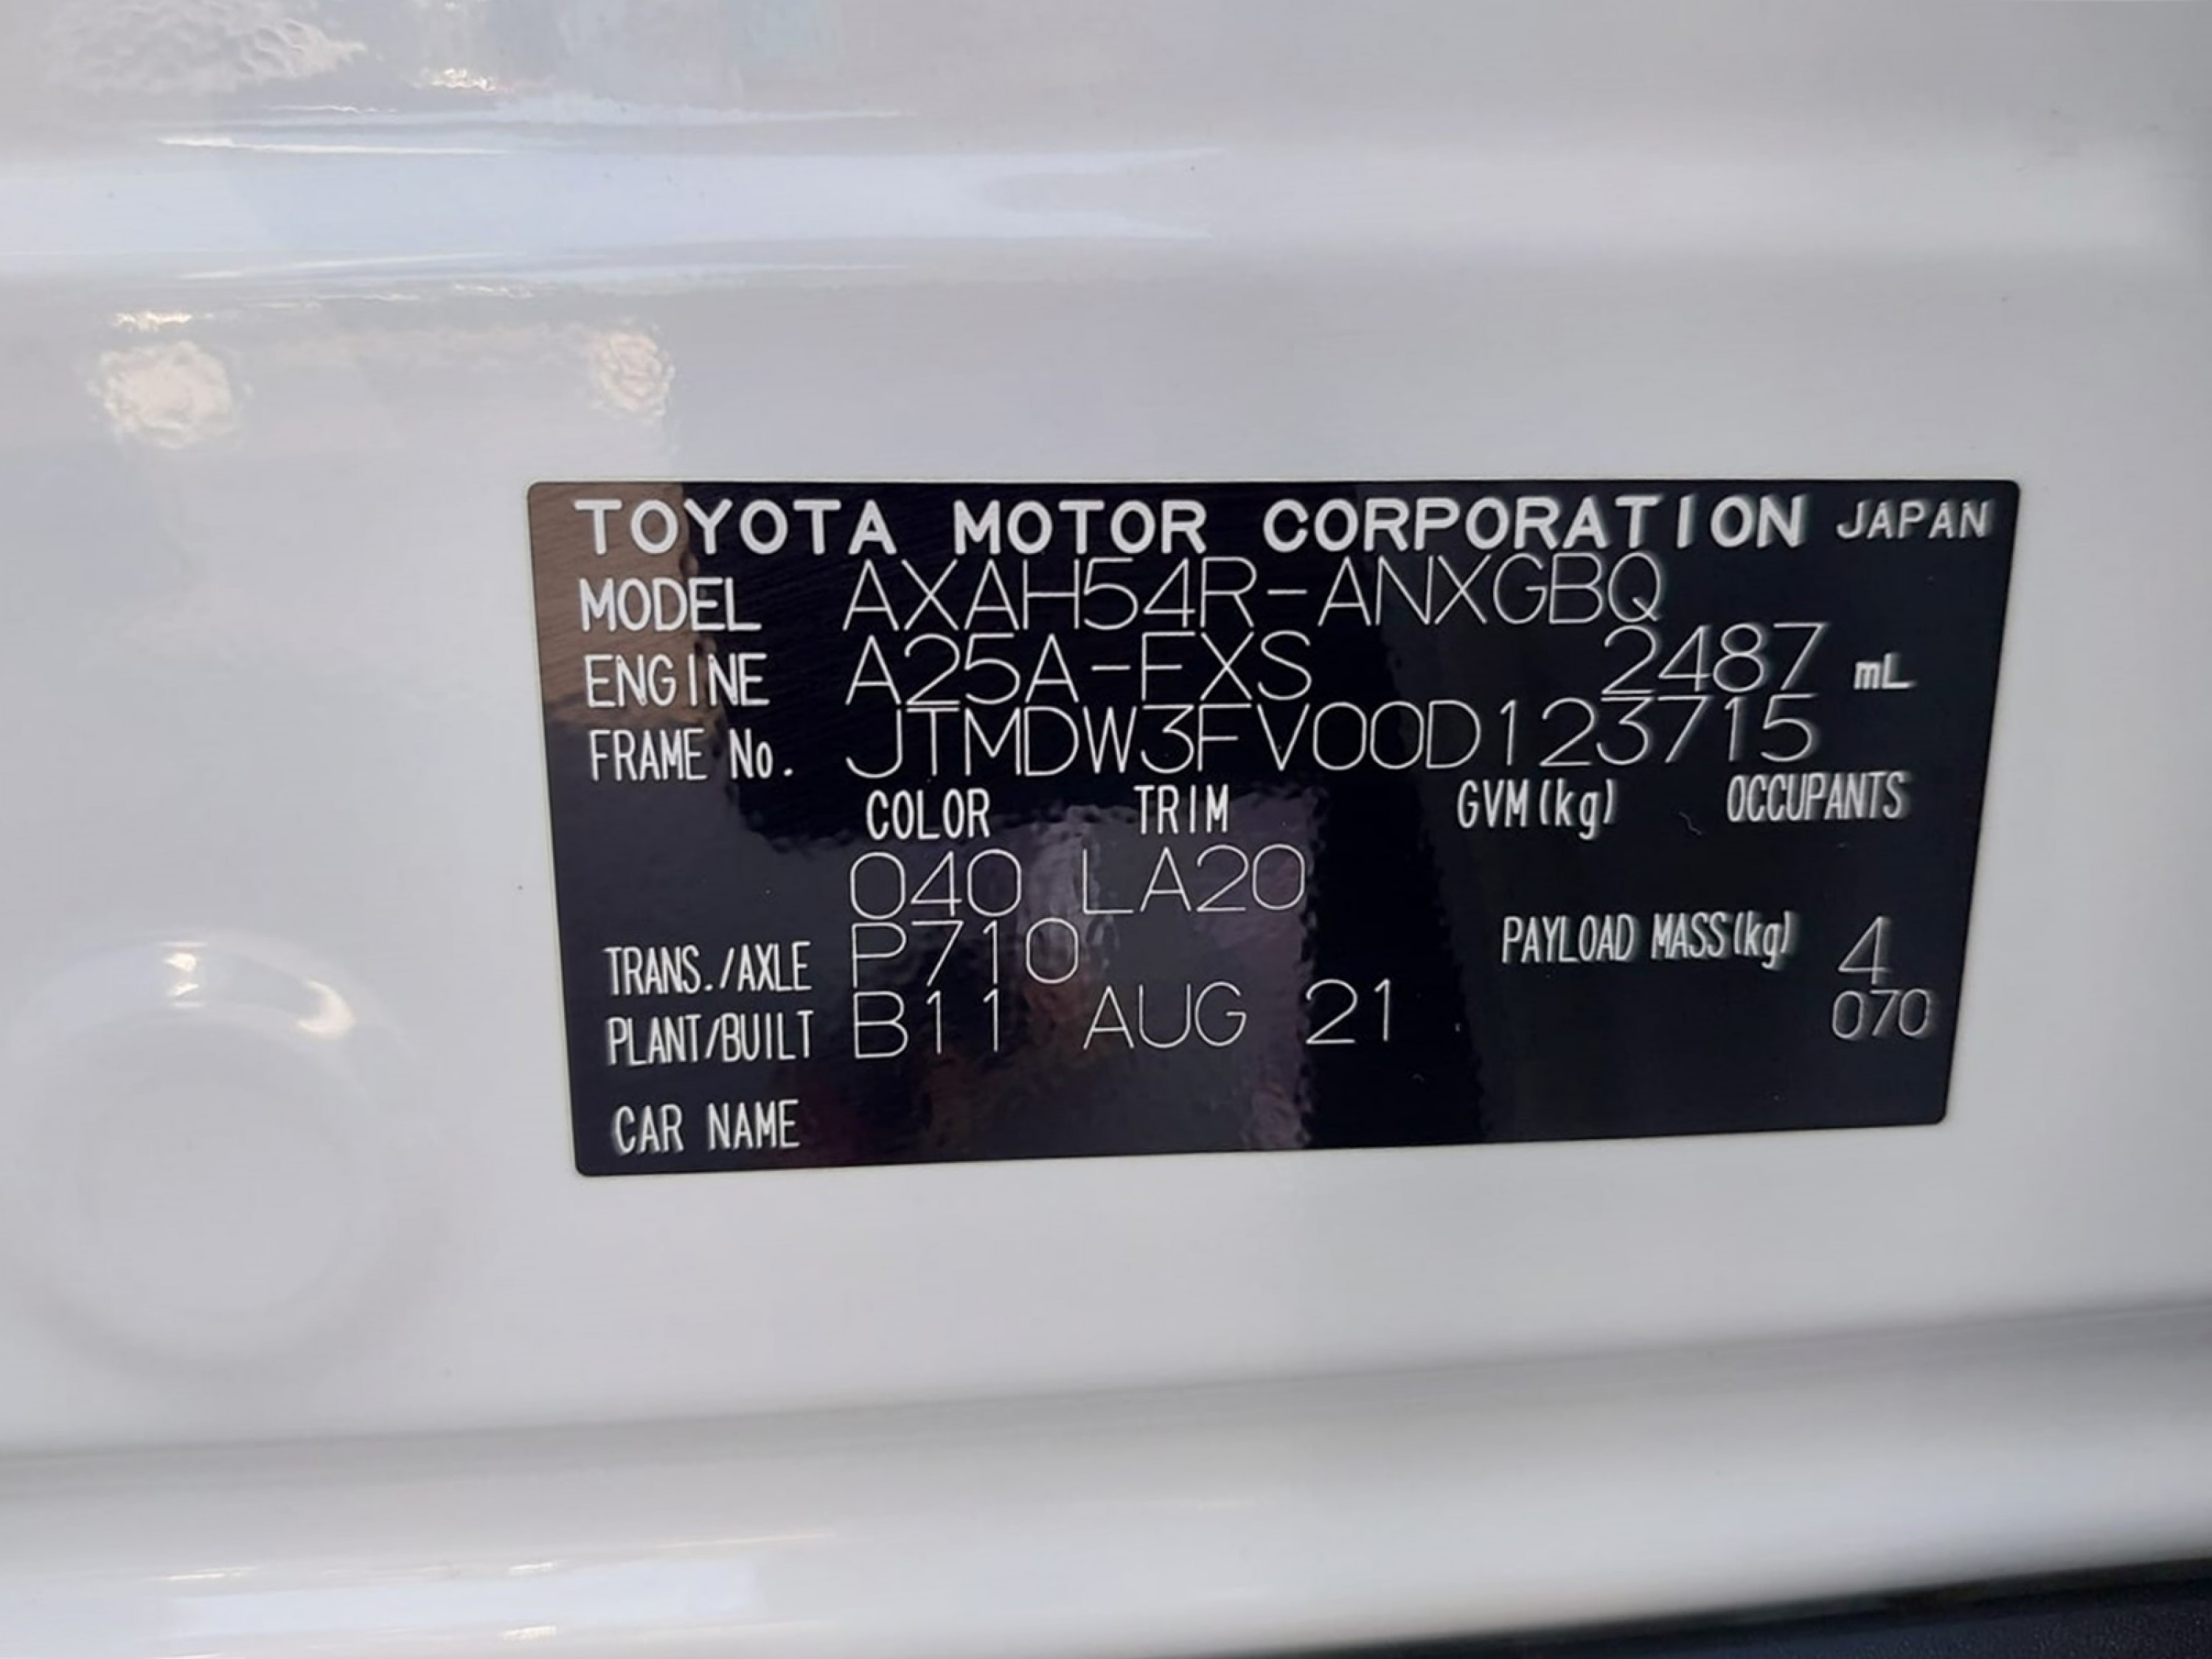 TOYOTA MOTOR CORPORATION JAPAN
MODEL AXAH54R-ANXGBQ
ENGINE A25A-FXS 2487 mL
FRAME No. JTMDW3FV00D123715
COLOR TRIM GVM(kg) OCCUPANTS
040 LA20
TRANS./AXLE P710 PAYLOAD MASS(kg) 4
PLANT/BUILT B11 AUG 21 070
CAR NAME